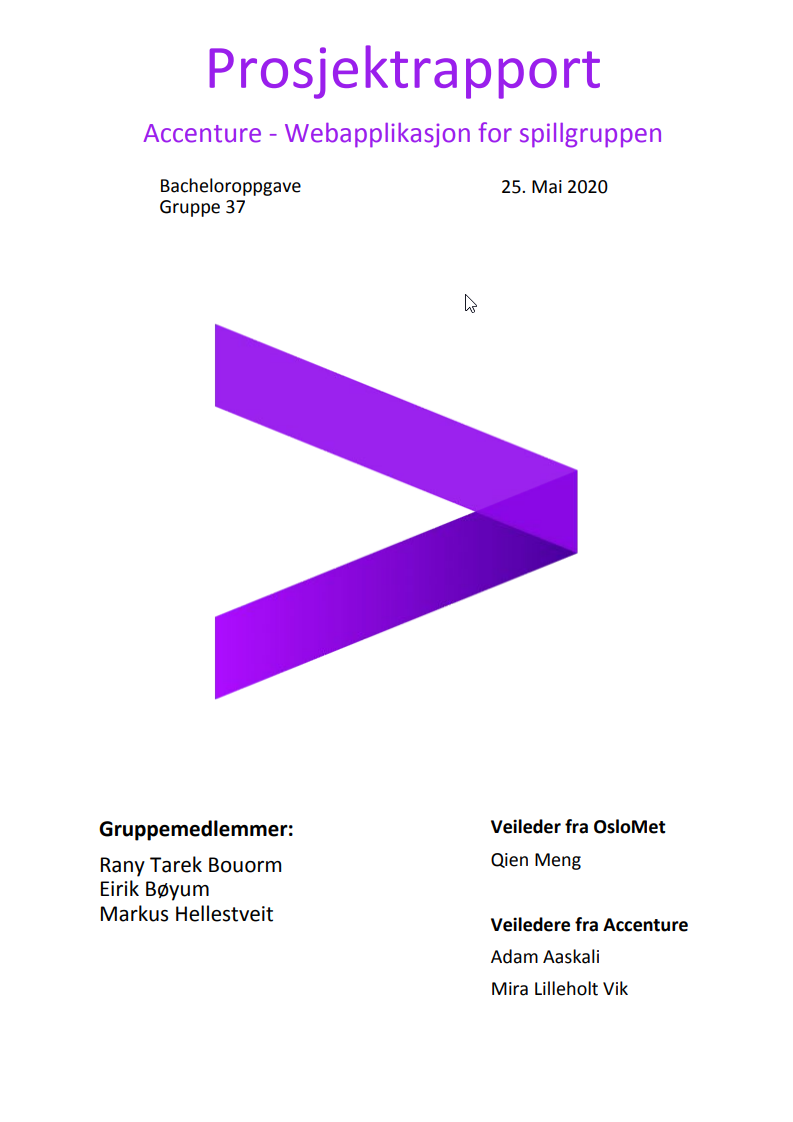 Prosjektrapport
Accenture - Webapplikasjon for spillgruppen
Bacheloroppgave
Gruppe 37
25. Mai 2020
Gruppemedlemmer:
Rany Tarek Bouorm
Eirik Bøyum
Markus Hellestveit
Veileder fra OsloMet
Qien Meng
Veiledere fra Accenture
Adam Aaskali
Mira Lilleholt Vik